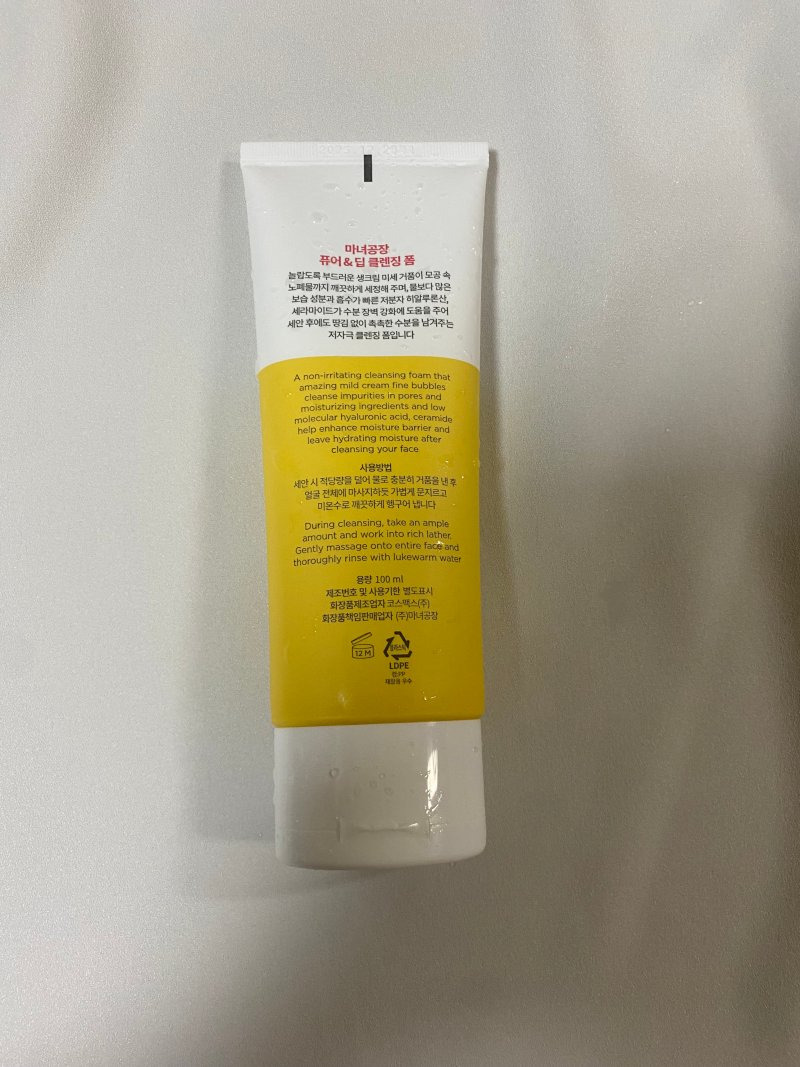 마녀공장
퓨어 & 딥 클렌징 폼
놀랍도록 부드러운 생크림 미세 거품이 모공 속
노폐물까지 깨끗하게 세정해 주며, 물보다 많은
보습 성분과 흡수가 빠른 저분자 히알루론산,
세라마이드가 수분 장벽 강화에 도움을 주어
세안 후에도 땅김 없이 촉촉한 수분을 남겨주는
저자극 클렌징 폼입니다
A non-irritating cleansing foam that
amazing mild cream fine bubbles
cleanse impurities in pores and
moisturizing ingredients and low
molecular hyaluronic acid, ceramide
help enhance moisture barrier and
leave hydrating moisture after
cleansing your face
사용방법
세안 시 적당량을 덜어 물로 충분히 거품을 낸 후
얼굴 전체에 마사지하듯 가볍게 문지르고
미온수로 깨끗하게 헹구어 냅니다
During cleansing, take an ample
amount and work into rich lather.
Gently massage onto entire face and
thoroughly rinse with lukewarm water
용량 100 ml
제조번호 및 사용기한 별도표시
화장품제조업자 코스맥스(주)
화장품책임판매업자 (주)마녀공장
12 M
플라스틱
LDPE
캡:PP
재활용 우수